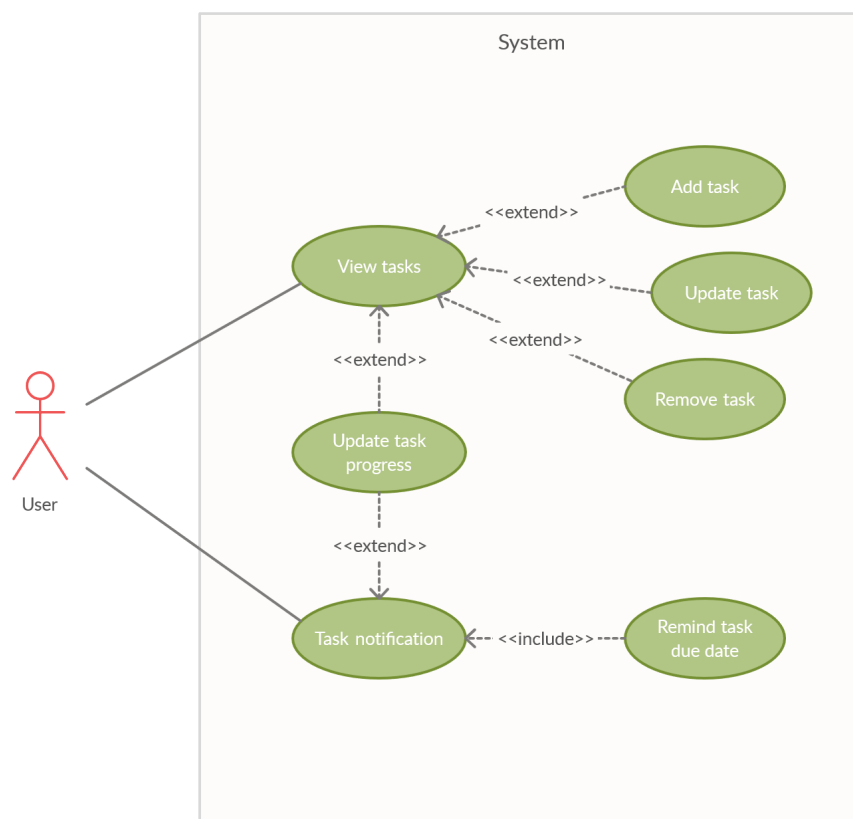 System
Add task
<<extend>>
View tasks
<<extend>>
Update task
<<extend>>
<<extend>>
Remove task
Update task
progress
User
<<extend>>
Task notification
<<include>>
Remind task
due date